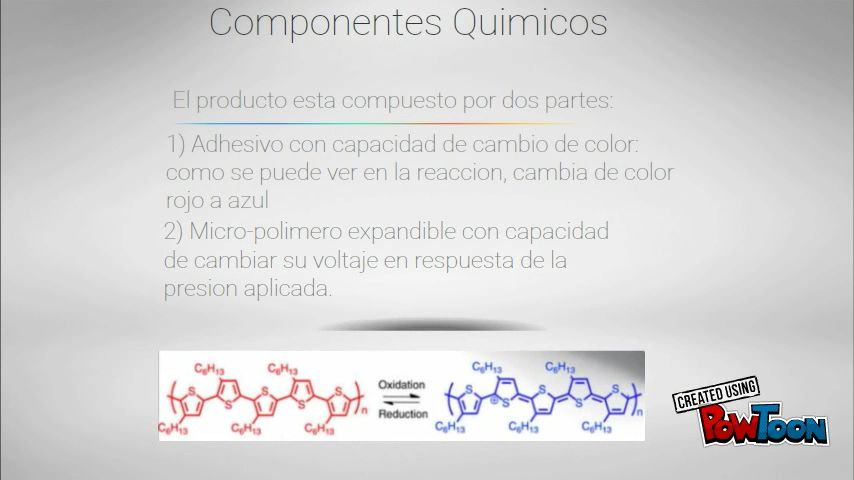 Componentes Quimicos
El producto esta compuesto por dos partes:
1) Adhesivo con capacidad de cambio de color:
como se puede ver en la reaccion, cambia de color
rojo a azul
2) Micro-polimero expandible con capacidad
de cambiar su voltaje en respuesta de la
presion aplicada.
C6H13 C6H13 C6H13 C6H13
S S S S S n Oxidation S S S S S n
Reduction
C6H13 C6H13 C6H13 C6H13 C6H13 C6H13
CREATED USING
POWTOON